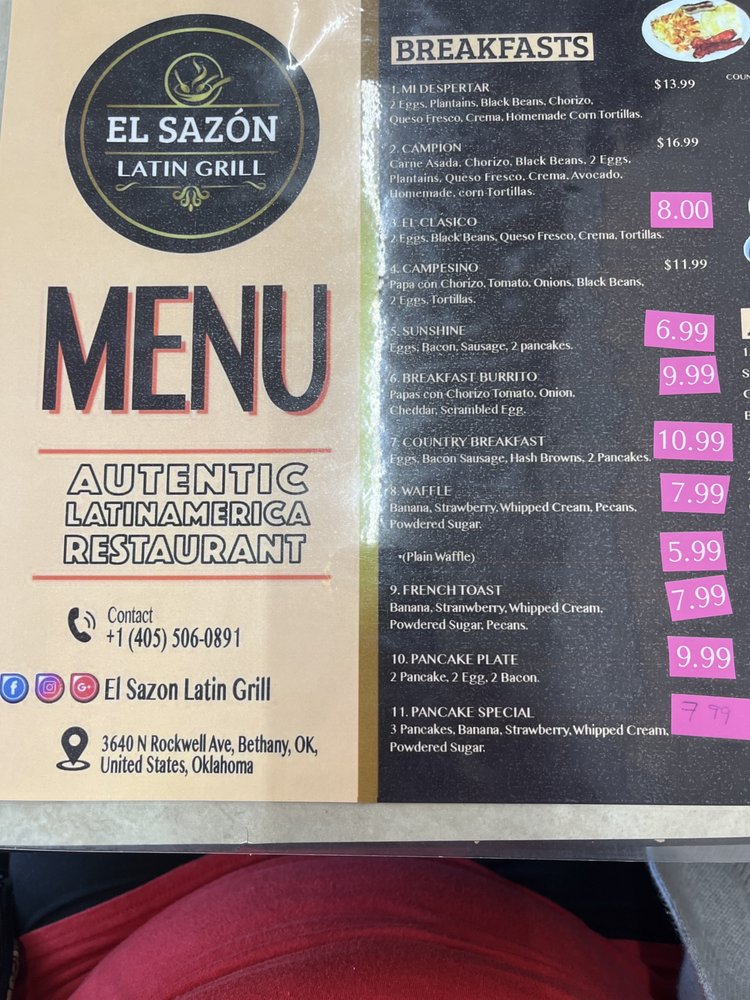 EL SAZÓN
LATIN GRILL
MENU
AUTENTIC
LATINAMERICA
RESTAURANT
Contact
+1 (405) 506-0891
El Sazon Latin Grill
3640 N Rockwell Ave, Bethany, OK,
United States, Oklahoma
BREAKFASTS
1. MI DESPERTAR $13.99
2 Eggs, Plantains, Black Beans, Chorizo,
Queso Fresco, Crema, Homemade Corn Tortillas.
2. CAMPION $16.99
Carne Asada, Chorizo, Black Beans, 2 Eggs,
Plantains, Queso Fresco, Crema, Avocado,
Homemade, corn Tortillas.
3. EL CLÁSICO 8.00
2 Eggs, Black Beans, Queso Fresco, Crema, Tortillas.
4. CAMPESINO $11.99
Papa con Chorizo, Tomato, Onions, Black Beans,
2 Eggs, Tortillas.
5. SUNSHINE 6.99
Eggs, Bacon, Sausage, 2 pancakes.
6. BREAKFAST BURRITO 9.99
Papas con Chorizo Tomato, Onion,
Cheddar, Scrambled Egg.
7. COUNTRY BREAKFAST 10.99
Eggs, Bacon Sausage, Hash Browns, 2 Pancakes.
8. WAFFLE 7.99
Banana, Strawberry, Whipped Cream, Pecans,
Powdered Sugar.
•(Plain Waffle) 5.99
9. FRENCH TOAST 7.99
Banana, Stranwberry, Whipped Cream,
Powdered Sugar, Pecans.
10. PANCAKE PLATE 9.99
2 Pancake, 2 Egg, 2 Bacon.
11. PANCAKE SPECIAL 7 99
3 Pancakes, Banana, Strawberry, Whipped Cream,
Powdered Sugar.